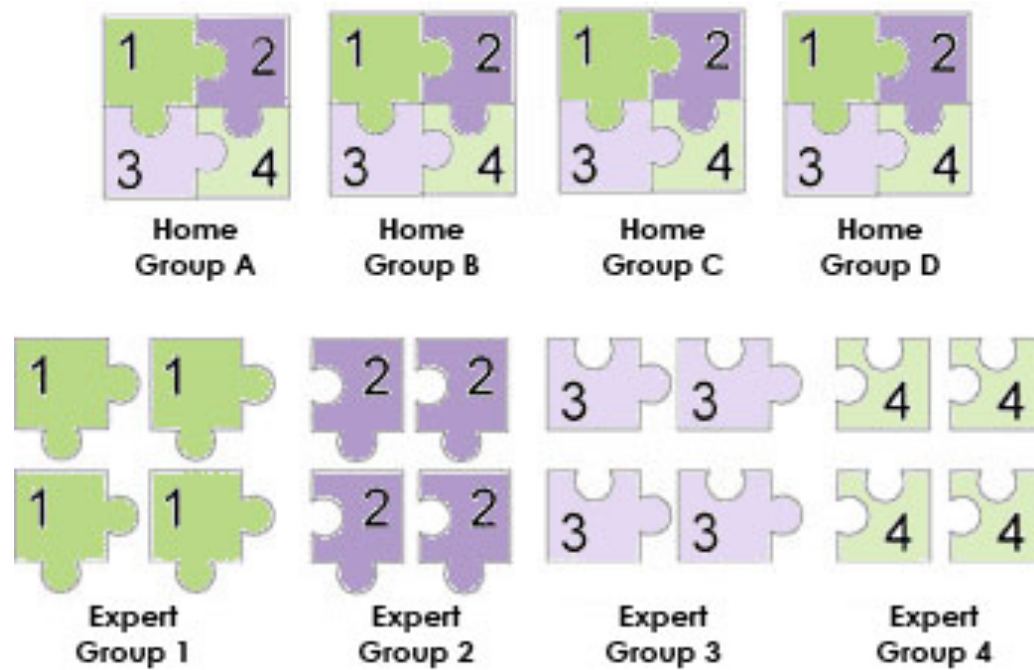 1 2 1 2 1 2 1 2
3 4 3 4 3 4 3 4
Home Home Home Home
Group A Group B Group C Group D
1 1 2 2 3 3 4 4
1 1 2 2 3 3 4 4
Expert Expert Expert Expert
Group 1 Group 2 Group 3 Group 4